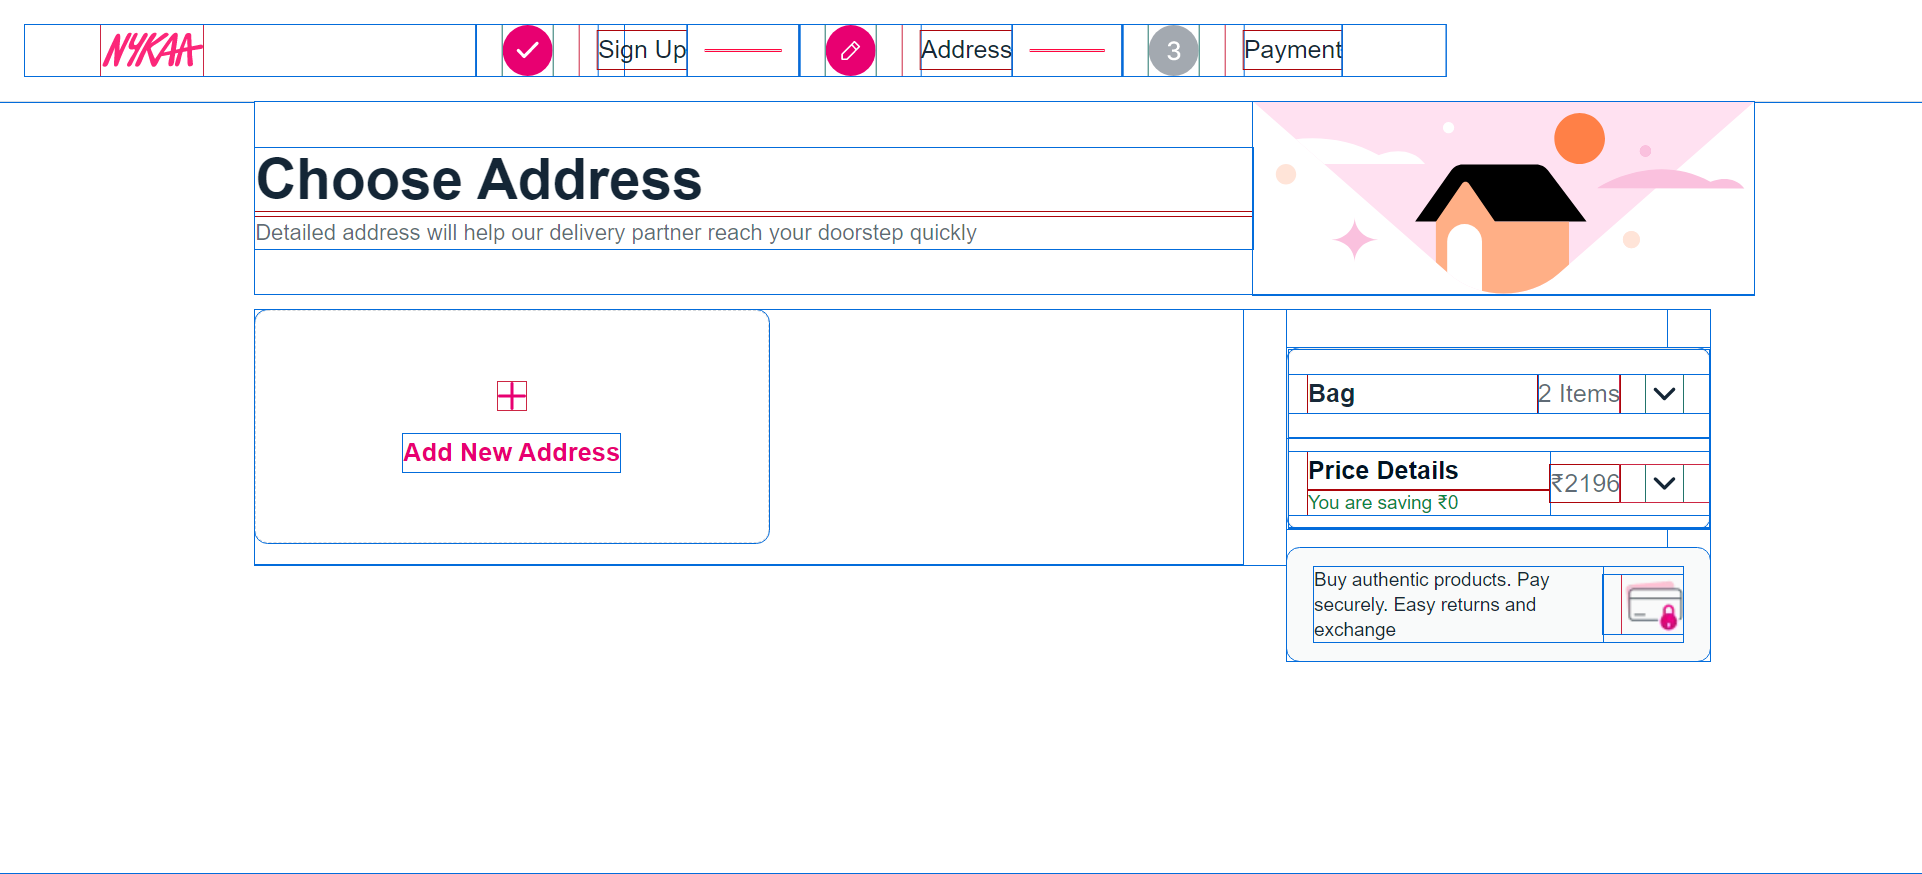 NYKAA
Sign Up
Address
3
Payment
Choose Address
Detailed address will help our delivery partner reach your doorstep quickly
Add New Address
Bag
2 Items
Price Details
₹2196
You are saving ₹0
Buy authentic products. Pay
securely. Easy returns and
exchange